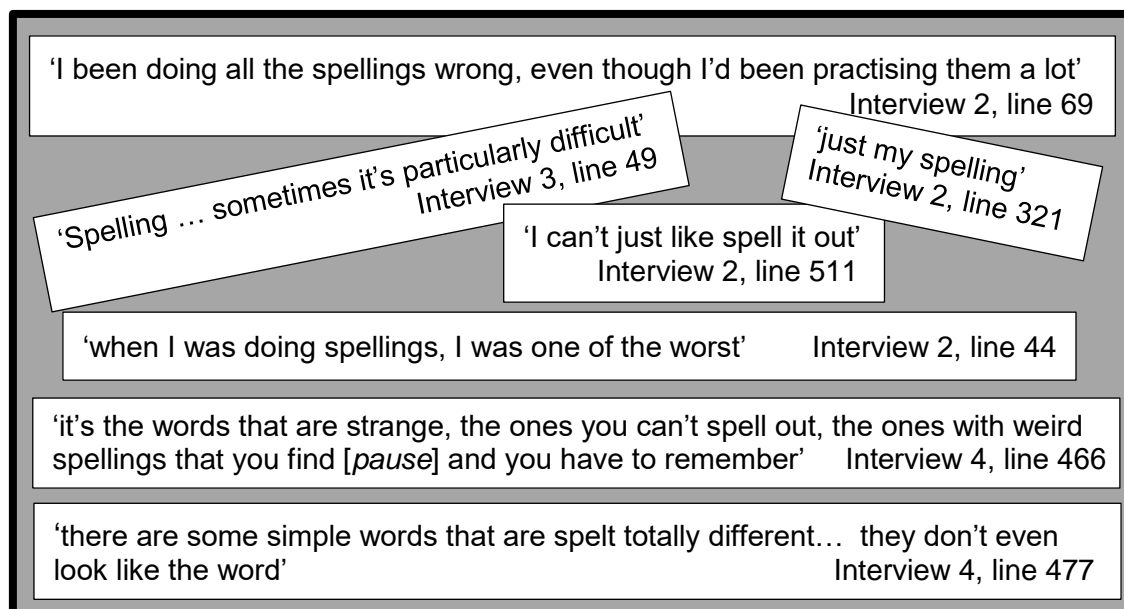 ‘I been doing all the spellings wrong, even though I’d been practising them a lot’
Interview 2, line 69
‘Spelling … sometimes it’s particularly difficult’
Interview 3, line 49
‘just my spelling’
Interview 2, line 321
‘I can’t just like spell it out’
Interview 2, line 511
‘when I was doing spellings, I was one of the worst’ Interview 2, line 44
‘it’s the words that are strange, the ones you can’t spell out, the ones with weird
spellings that you find [pause] and you have to remember’ Interview 4, line 466
‘there are some simple words that are spelt totally different… they don’t even
look like the word’ Interview 4, line 477